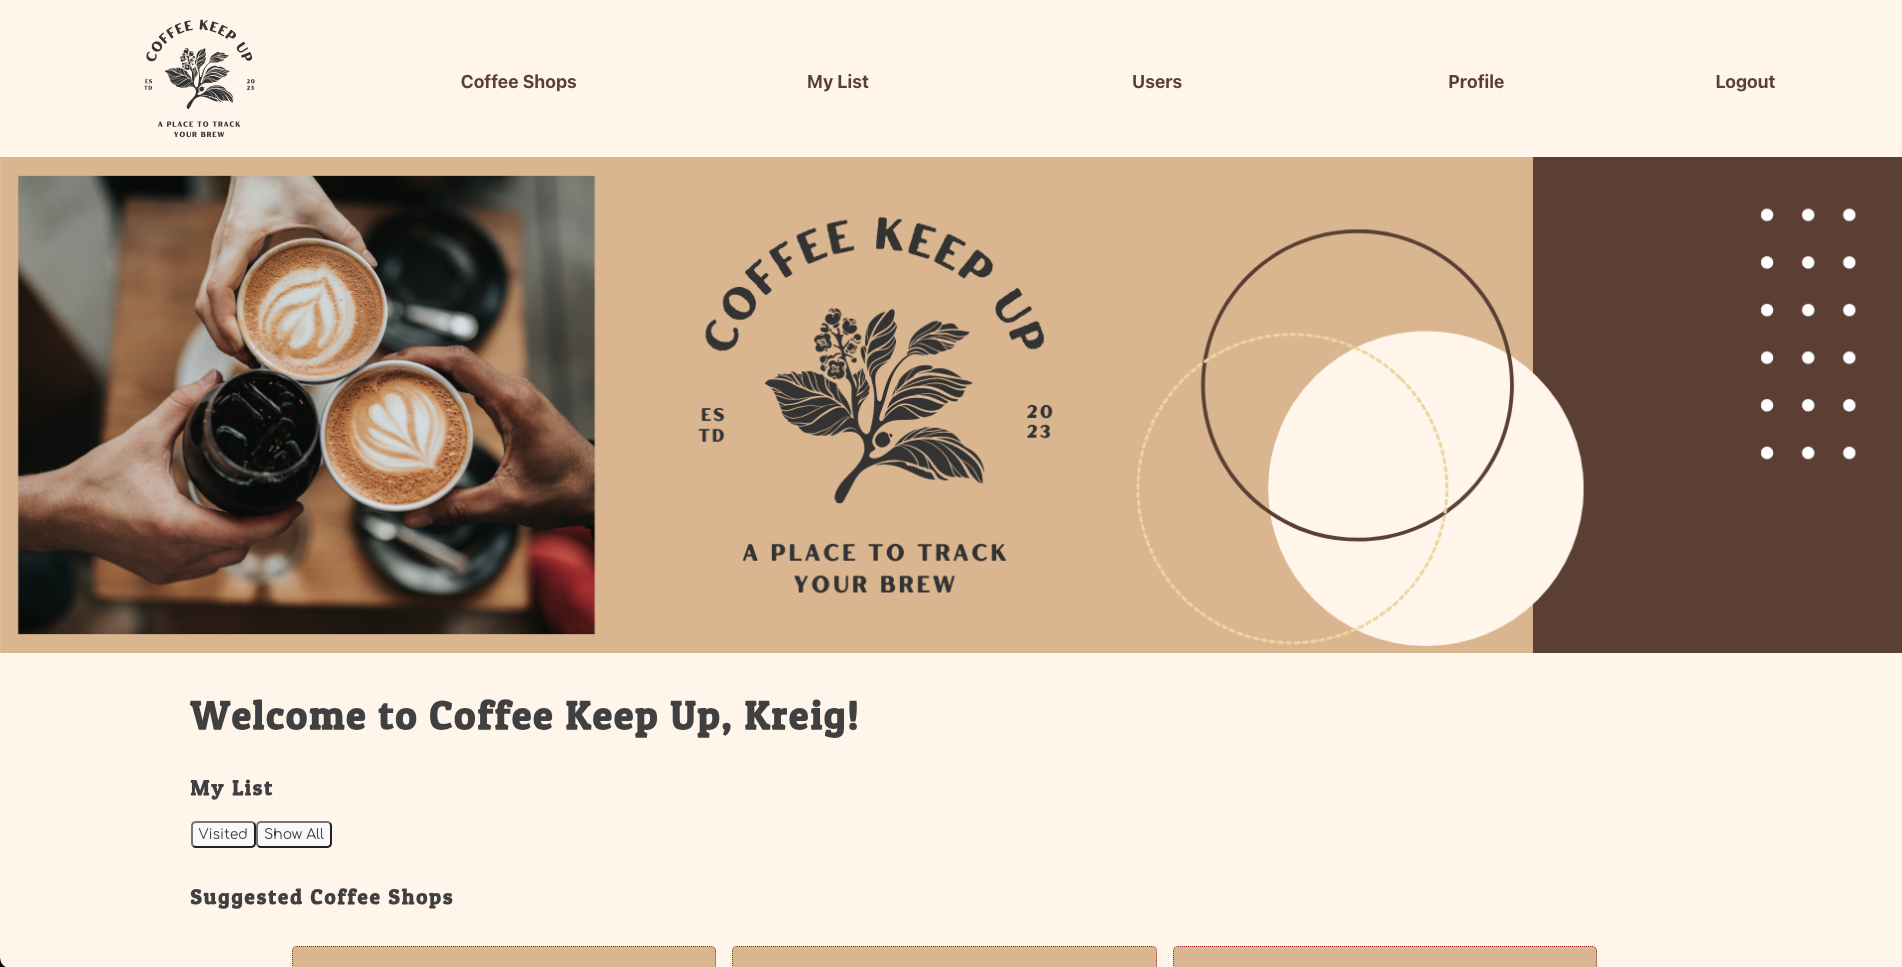 COFFEE KEEP UP
ES
TD
20
23
A PLACE TO TRACK
YOUR BREW
Coffee Shops
My List
Users
Profile
Logout
COFFEE KEEP UP
ES
TD
20
23
A PLACE TO TRACK
YOUR BREW
Welcome to Coffee Keep Up, Kreig!
My List
Visited
Show All
Suggested Coffee Shops